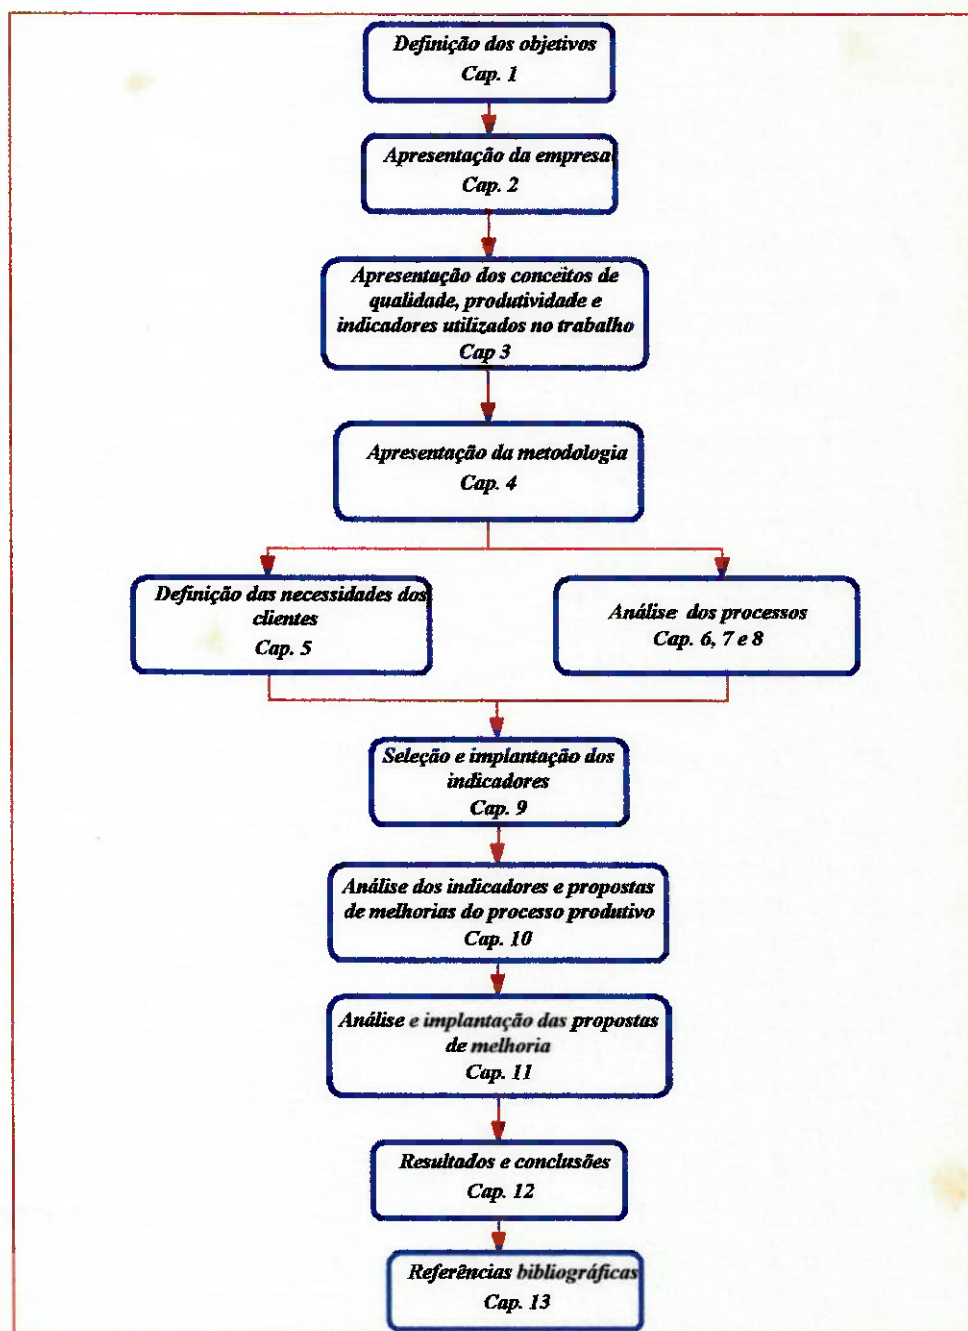 Definição dos objetivos
Cap. 1
Apresentação da empresa
Cap. 2
Apresentação dos conceitos de
qualidade, produtividade e
indicadores utilizados no trabalho
Cap 3
Apresentação da metodologia
Cap. 4
Definição das necessidades dos
clientes
Cap. 5
Análise dos processos
Cap. 6, 7 e 8
Seleção e implantação dos
indicadores
Cap. 9
Análise dos indicadores e propostas
de melhorias do processo produtivo
Cap. 10
Análise e implantação das propostas
de melhoria
Cap. 11
Resultados e conclusões
Cap. 12
Referências bibliográficas
Cap. 13